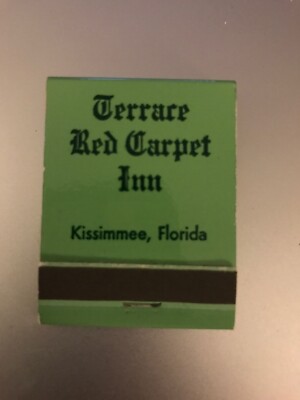 Terrace
Red Carpet
Inn
Kissimmee, Florida